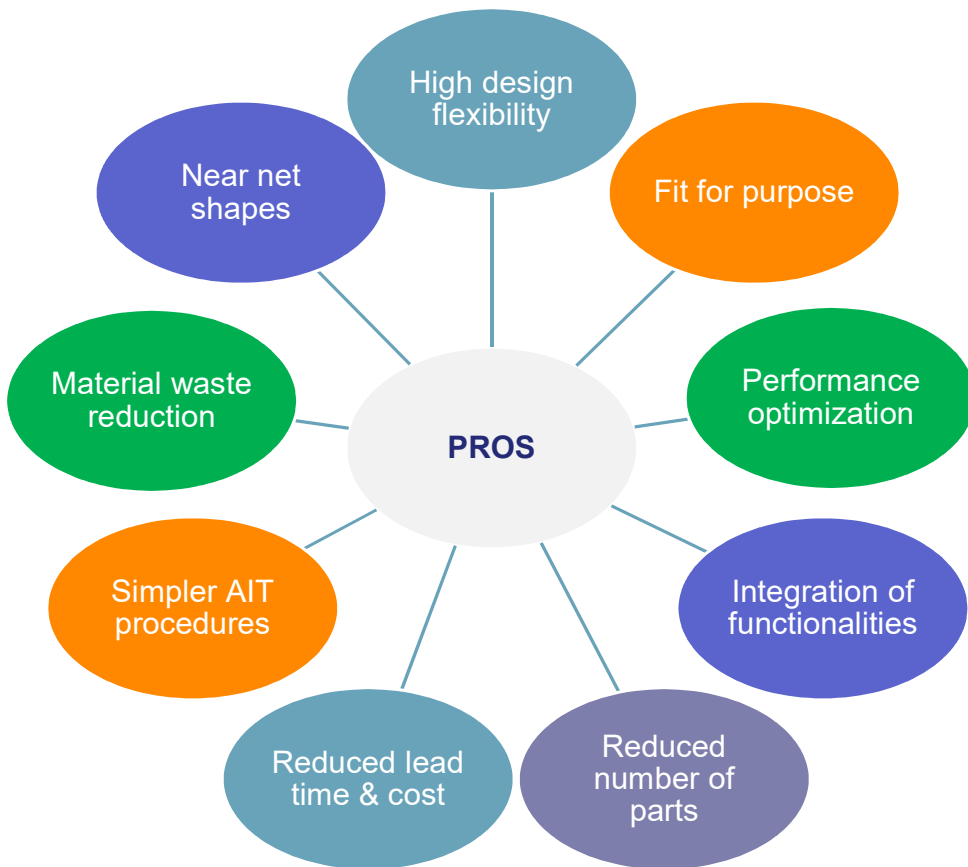 High design
flexibility
Fit for purpose
Performance
optimization
Integration of
functionalities
Reduced
number of
parts
Reduced lead
time & cost
Simpler AIT
procedures
Material waste
reduction
Near net
shapes
PROS